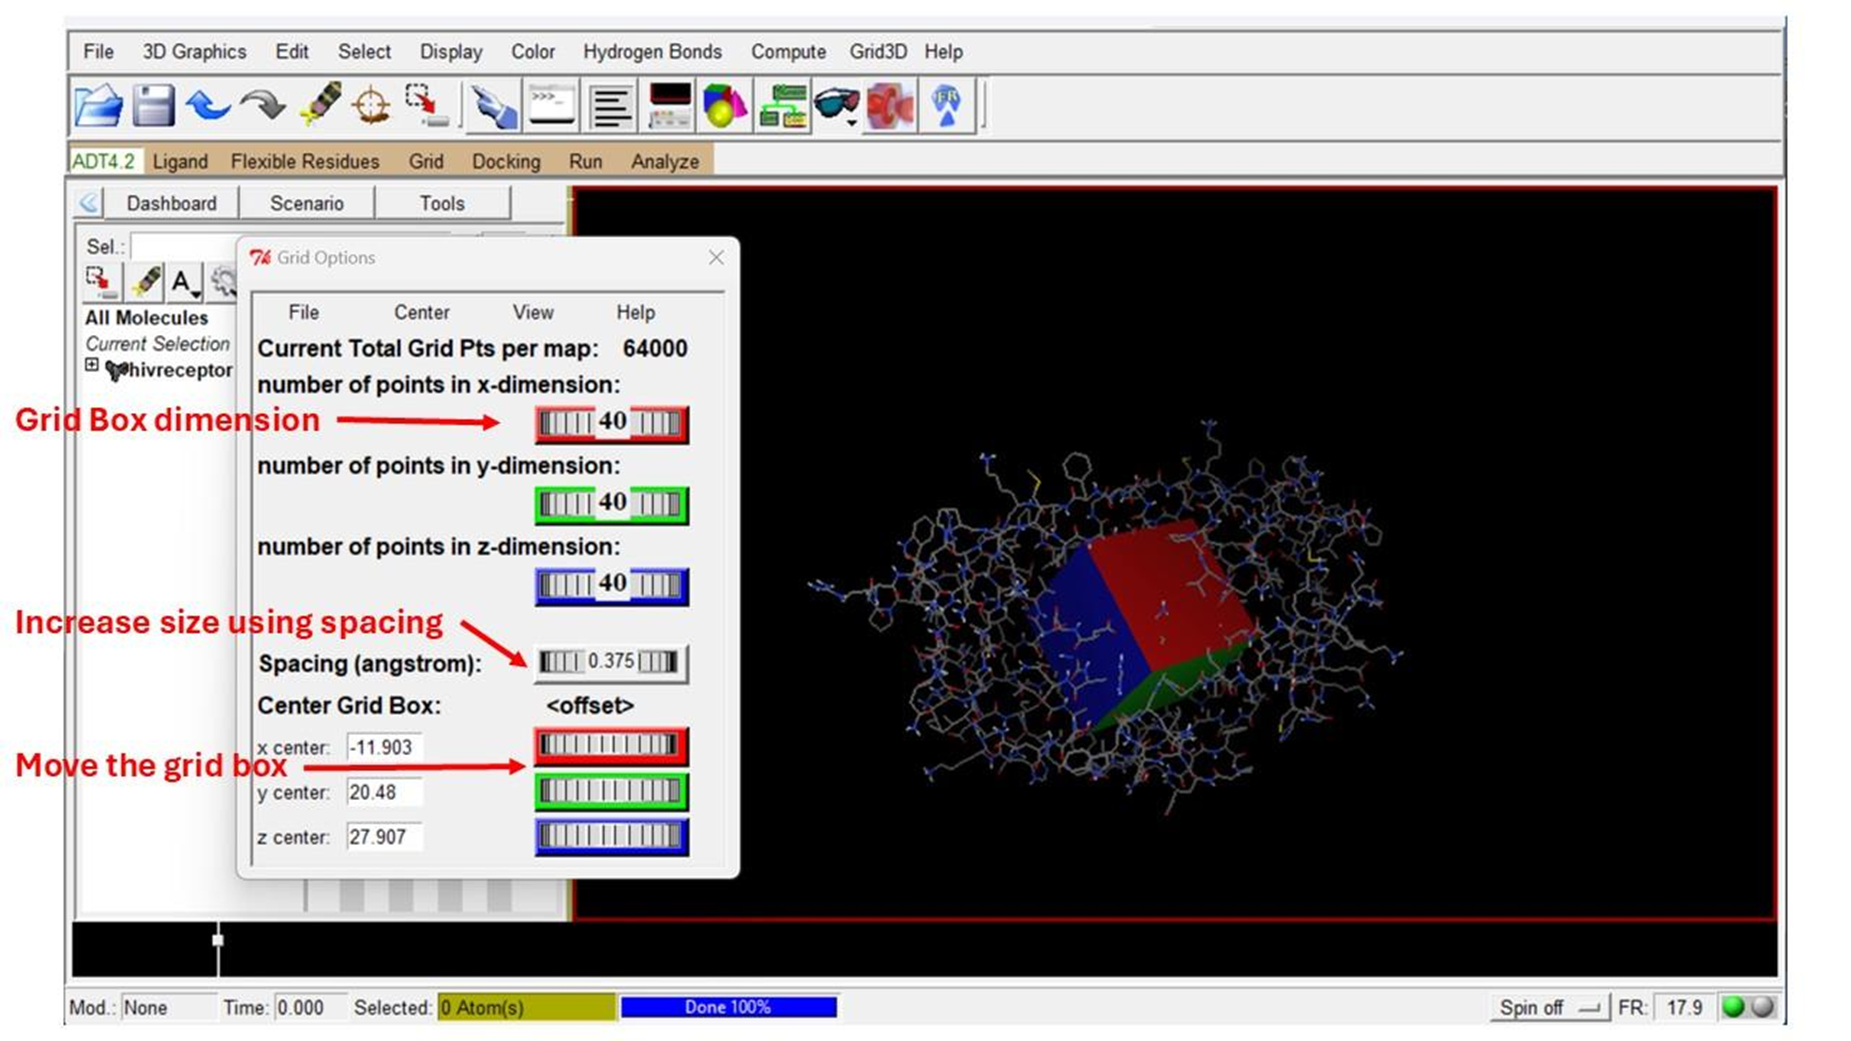 File 3D Graphics Edit Select Display Color Hydrogen Bonds Compute Grid3D Help
>>>_
FR
ADT4.2 Ligand Flexible Residues Grid Docking Run Analyze
Dashboard Scenario Tools
Sel.:
Grid Options
A
File Center View Help
All Molecules
Current Selection
hivreceptor
Current Total Grid Pts per map: 64000
number of points in x-dimension:
Grid Box dimension
40
number of points in y-dimension:
40
number of points in z-dimension:
40
Increase size using spacing
Spacing (angstrom): 0.375
Center Grid Box: <offset>
x center: -11.903
Move the grid box
y center: 20.48
z center: 27.907
Mod.: None Time: 0.000 Selected: 0 Atom(s) Done 100% Spin off FR: 17.9